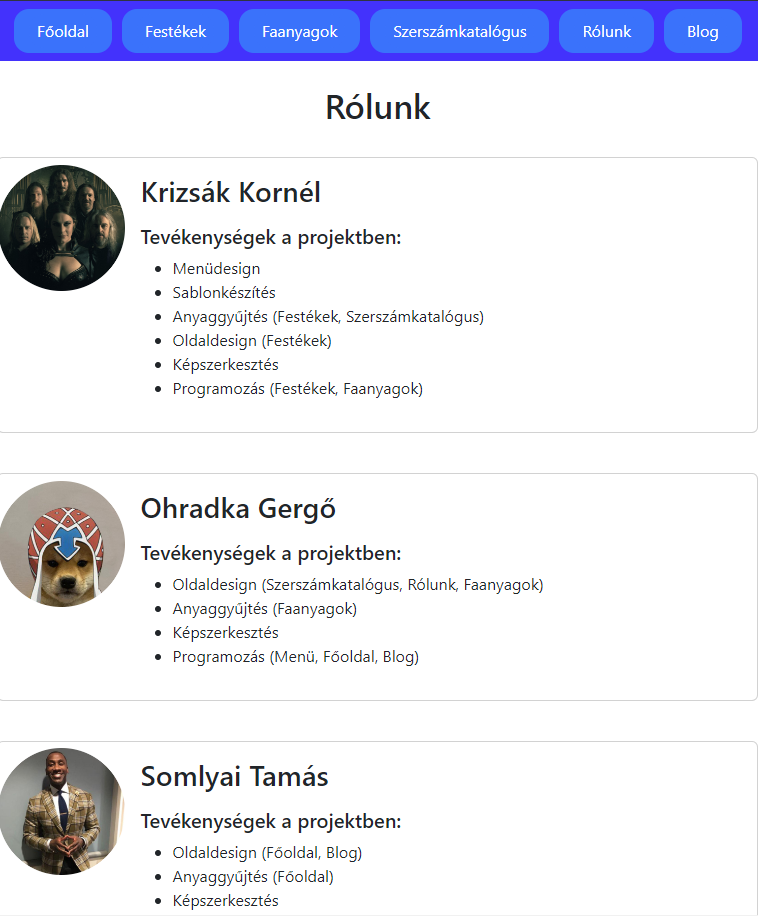 Főoldal Festékek Faanyagok Szerszámkatalógus Rólunk Blog
Rólunk
Krizsák Kornél
Tevékenységek a projektben:
Menüdesign
Sablonkészítés
Anyaggyűjtés (Festékek, Szerszámkatalógus)
Oldaldesign (Festékek)
Képszerkesztés
Programozás (Festékek, Faanyagok)
Ohradka Gergő
Tevékenységek a projektben:
Oldaldesign (Szerszámkatalógus, Rólunk, Faanyagok)
Anyaggyűjtés (Faanyagok)
Képszerkesztés
Programozás (Menü, Főoldal, Blog)
Somlyai Tamás
Tevékenységek a projektben:
Oldaldesign (Főoldal, Blog)
Anyaggyűjtés (Főoldal)
Képszerkesztés